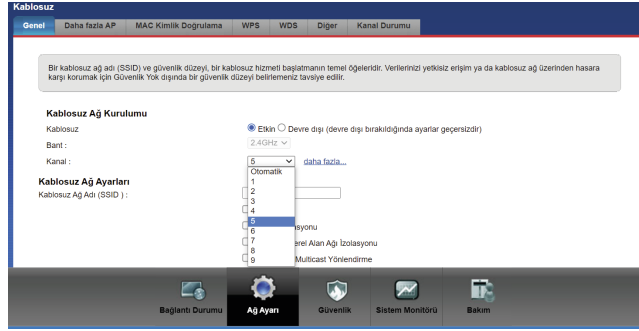 Kablosuz
Genel Daha fazla AP MAC Kimlik Doğrulama WPS WDS Diğer Kanal Durumu
Bir kablosuz ağ adı (SSID) ve güvenlik düzeyi, bir kablosuz hizmeti başlatmanın temel öğeleridir. Verilerinizi yetkisiz erişim ya da kablosuz ağ üzerinden hasara
karşı korumak için Güvenlik Yok dışında bir güvenlik düzeyi belirlemeniz tavsiye edilir.
Kablosuz Ağ Kurulumu
Kablosuz Etkin Devre dışı (devre dışı bırakıldığında ayarlar geçersizdir)
Bant : 2.4GHz
Kanal : 5 daha fazla...
Otomatik
1
Kablosuz Ağ Ayarları
2
Kablosuz Ağ Adı (SSID ) :
3
4
5
6 syonu
7 erel Alan Ağı İzolasyonu
8
9 Multicast Yönlendirme
Bağlantı Durumu Ağ Ayarı Güvenlik Sistem Monitörü Bakım